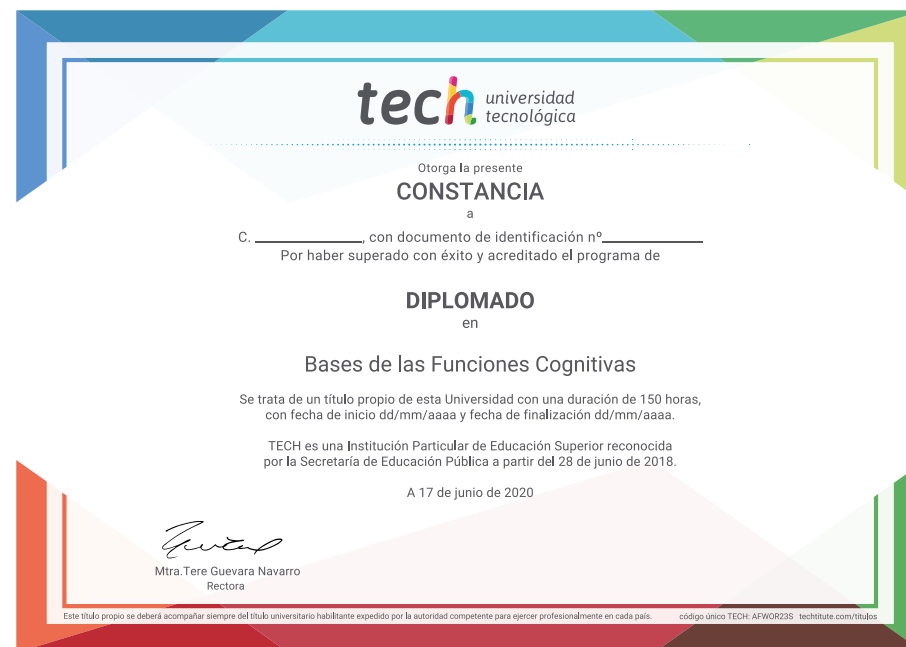 tech universidad
tecnológica
Otorga la presente
CONSTANCIA
a
C. ____________, con documento de identificación nº____________
Por haber superado con éxito y acreditado el programa de
DIPLOMADO
en
Bases de las Funciones Cognitivas
Se trata de un título propio de esta Universidad con una duración de 150 horas,
con fecha de inicio dd/mm/aaaa y fecha de finalización dd/mm/aaaa.
TECH es una Institución Particular de Educación Superior reconocida
por la Secretaría de Educación Pública a partir del 28 de junio de 2018.
A 17 de junio de 2020
Mtra.Tere Guevara Navarro
Rectora
Este título propio se deberá acompañar siempre del título universitario habilitante expedido por la autoridad competente para ejercer profesionalmente en cada país. código único TECH: AFWOR23S techtitute.com/titulos